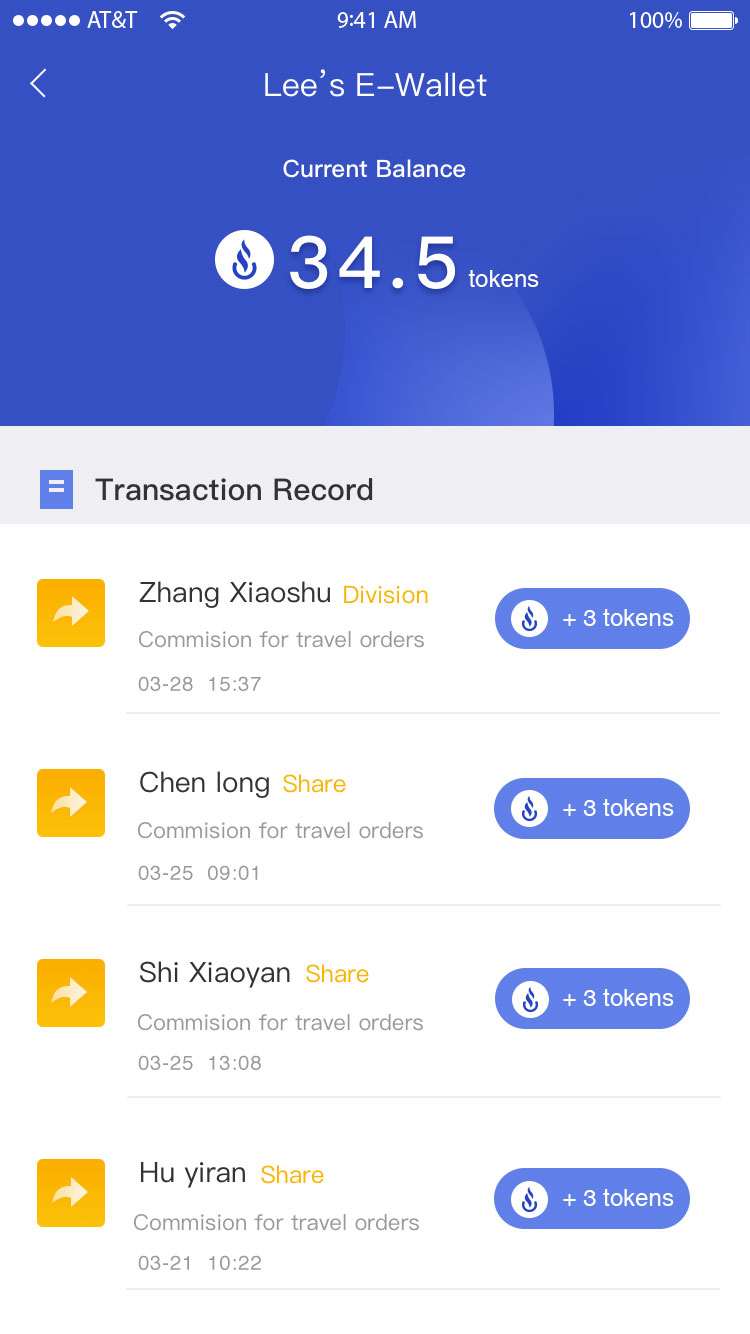 AT&T 9:41 AM 100%
Lee's E-Wallet
Current Balance
34.5 tokens
Transaction Record
Zhang Xiaoshu Division
+ 3 tokens
Commision for travel orders
03-28 15:37
Chen long Share
+ 3 tokens
Commision for travel orders
03-25 09:01
Shi Xiaoyan Share
+ 3 tokens
Commision for travel orders
03-25 13:08
Hu yiran Share
+ 3 tokens
Commision for travel orders
03-21 10:22